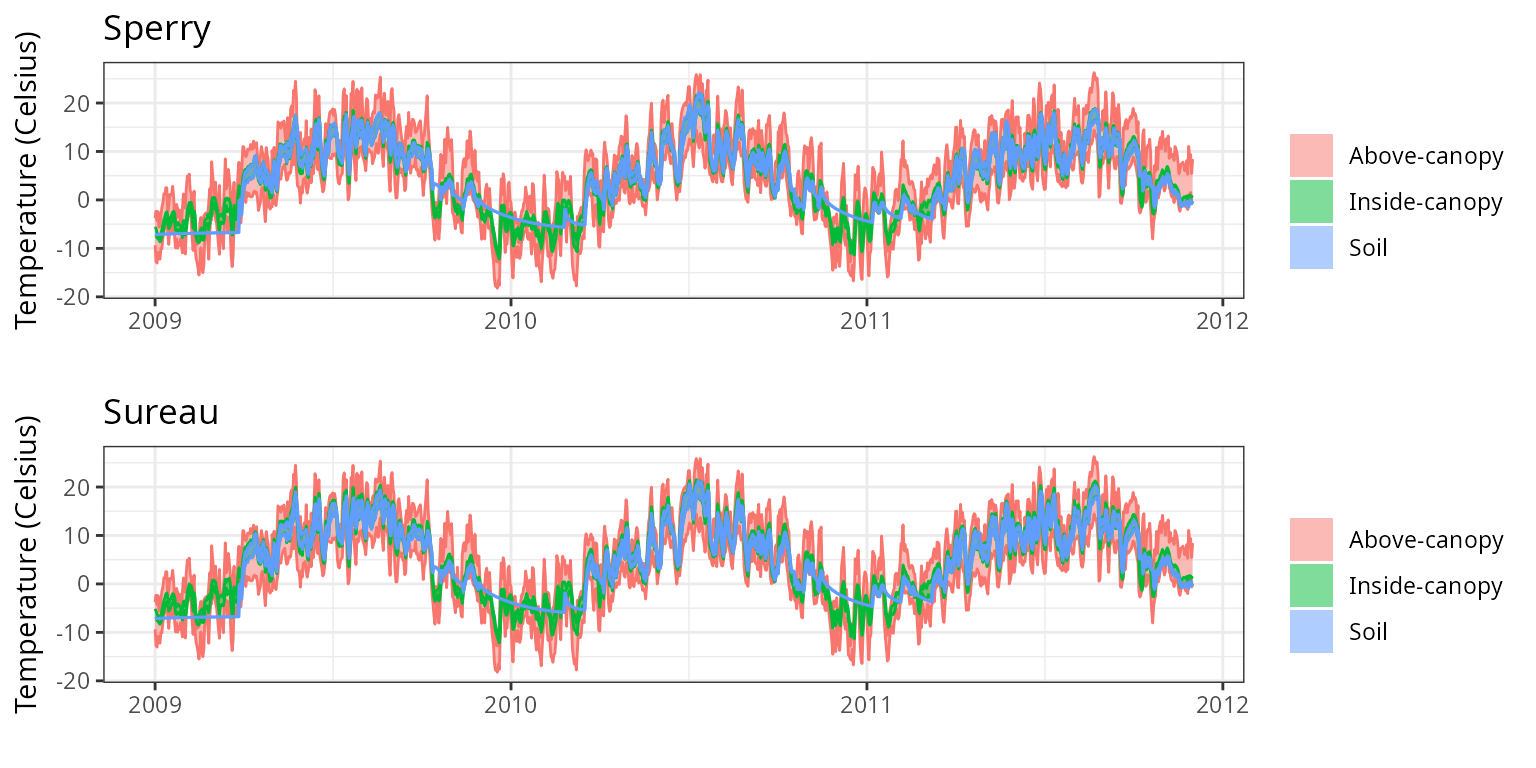 Sperry
Temperature (Celsius)
20
10
0
-10
-20
2009 2010 2011 2012
Above-canopy
Inside-canopy
Soil
Sureau
Temperature (Celsius)
20
10
0
-10
-20
2009 2010 2011 2012
Above-canopy
Inside-canopy
Soil